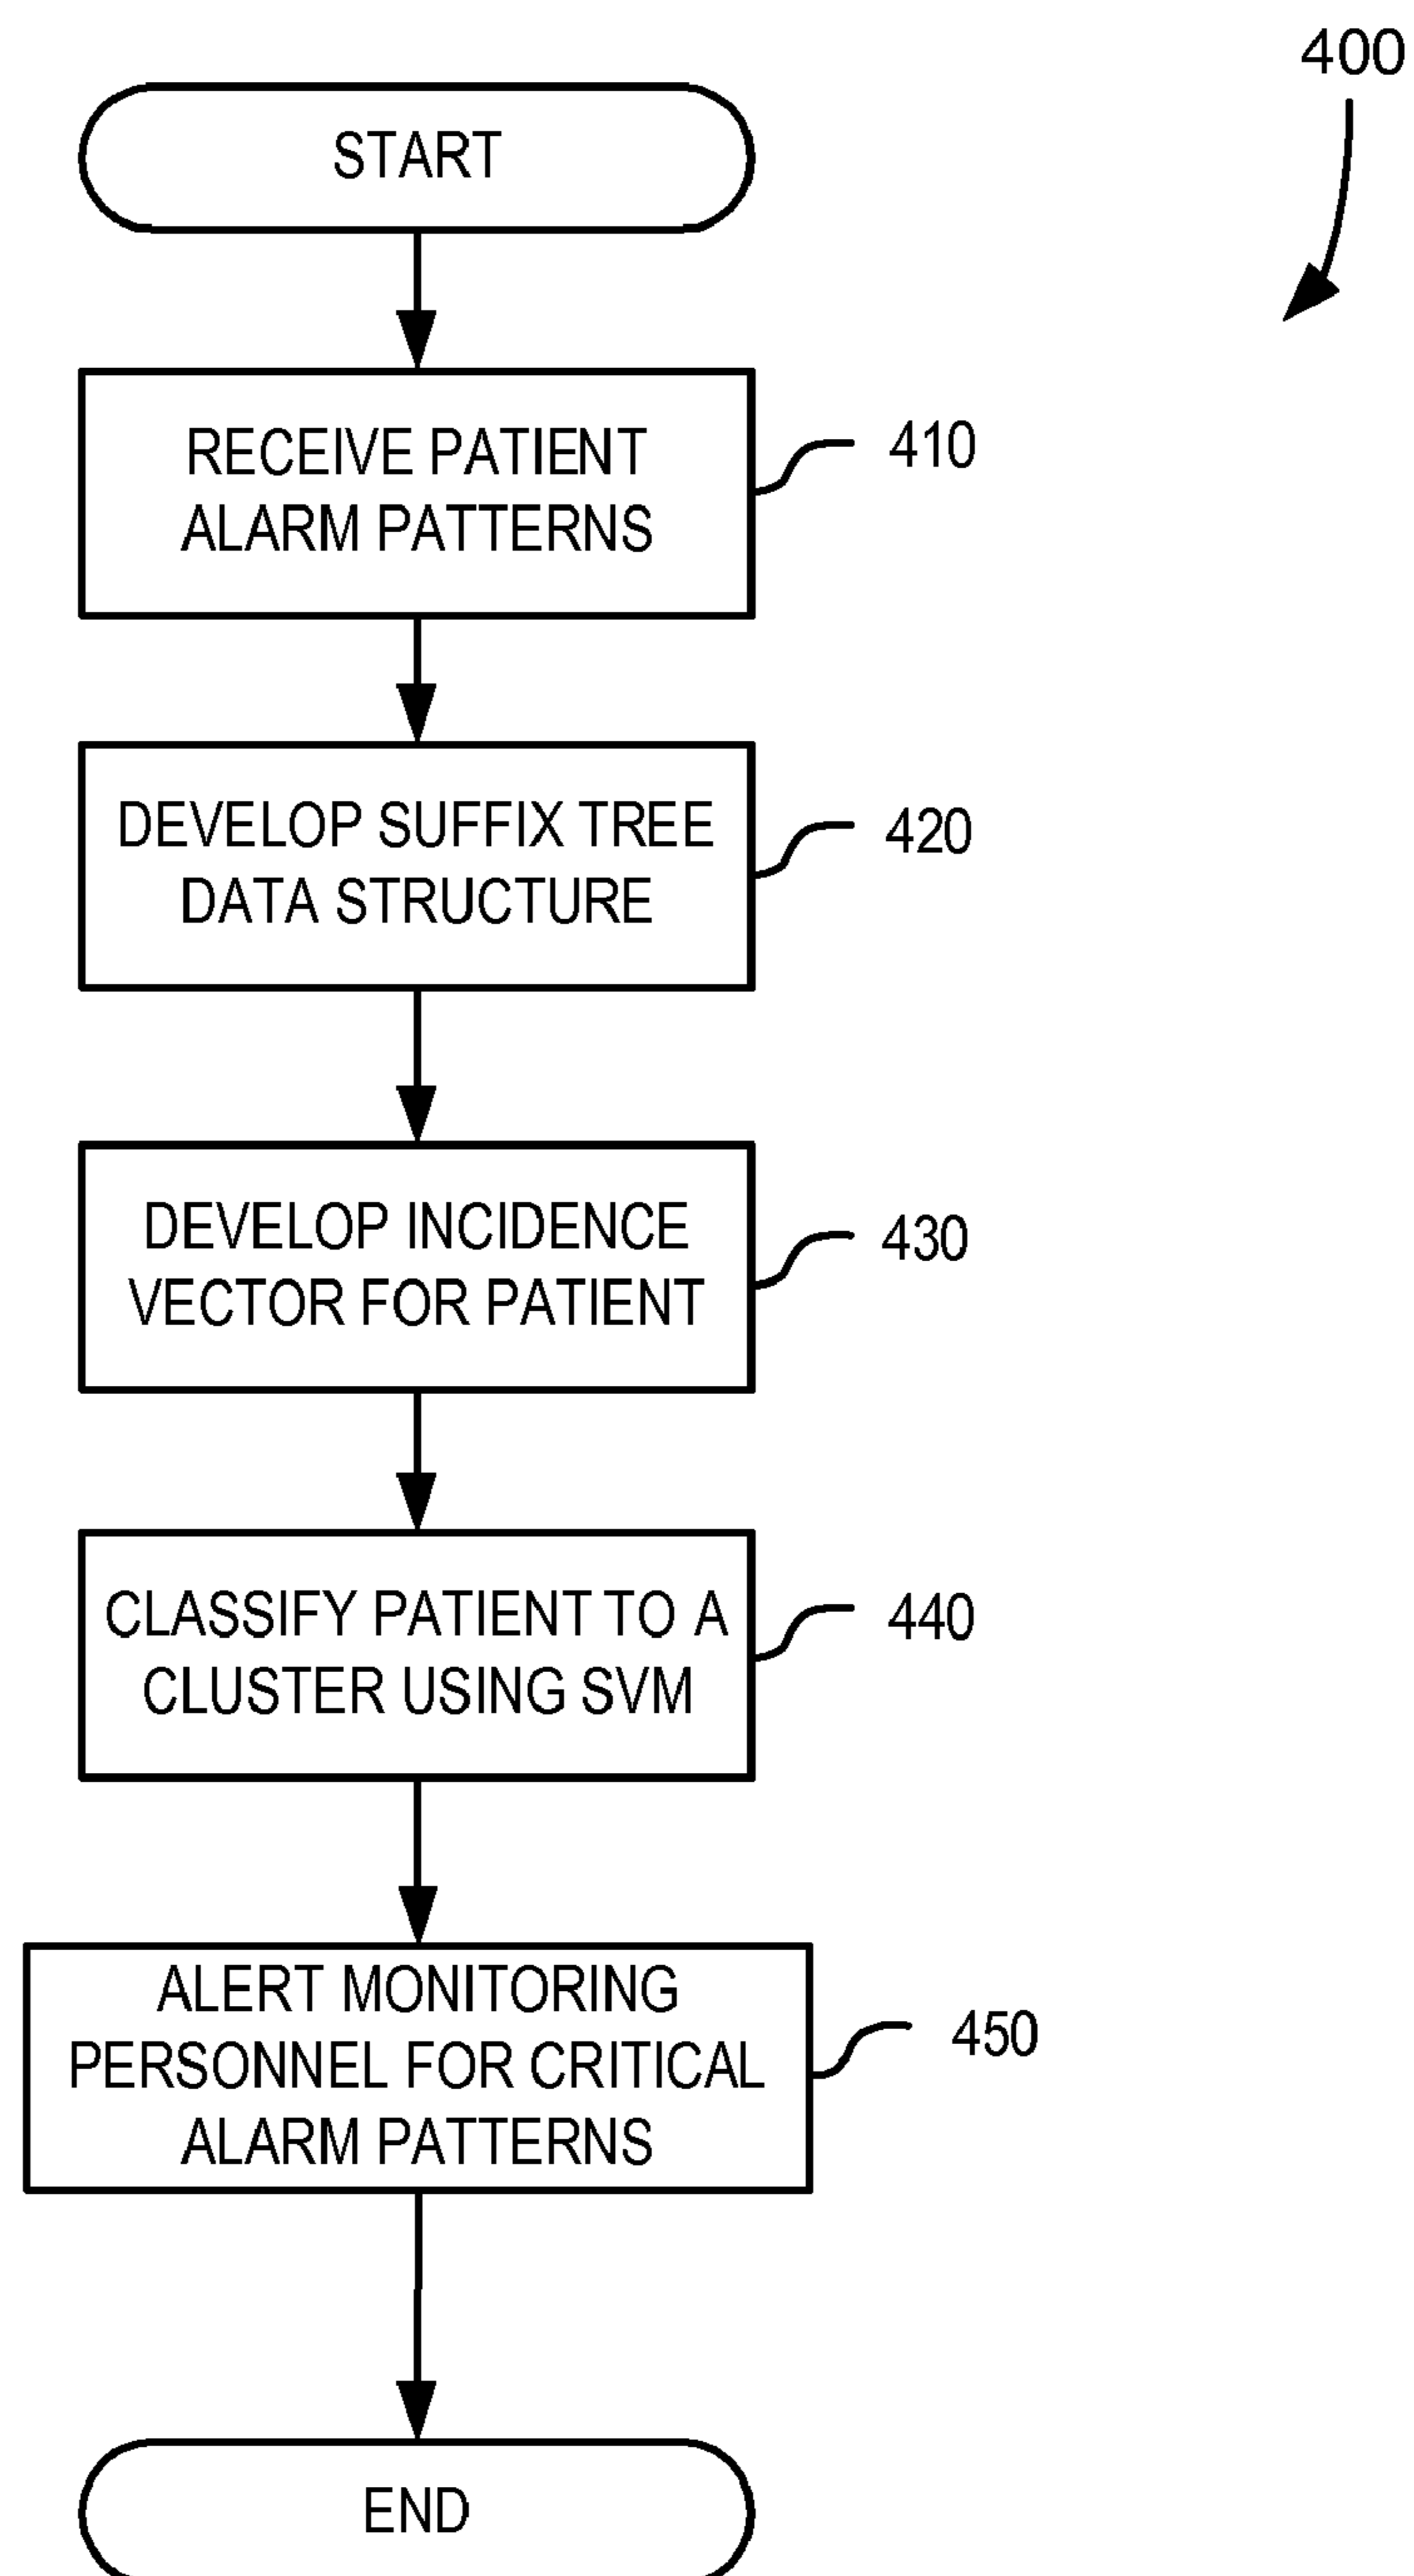 400
START
RECEIVE PATIENT
ALARM PATTERNS
410
DEVELOP SUFFIX TREE
DATA STRUCTURE
420
DEVELOP INCIDENCE
VECTOR FOR PATIENT
430
CLASSIFY PATIENT TO A
CLUSTER USING SVM
440
ALERT MONITORING
PERSONNEL FOR CRITICAL
ALARM PATTERNS
450
END